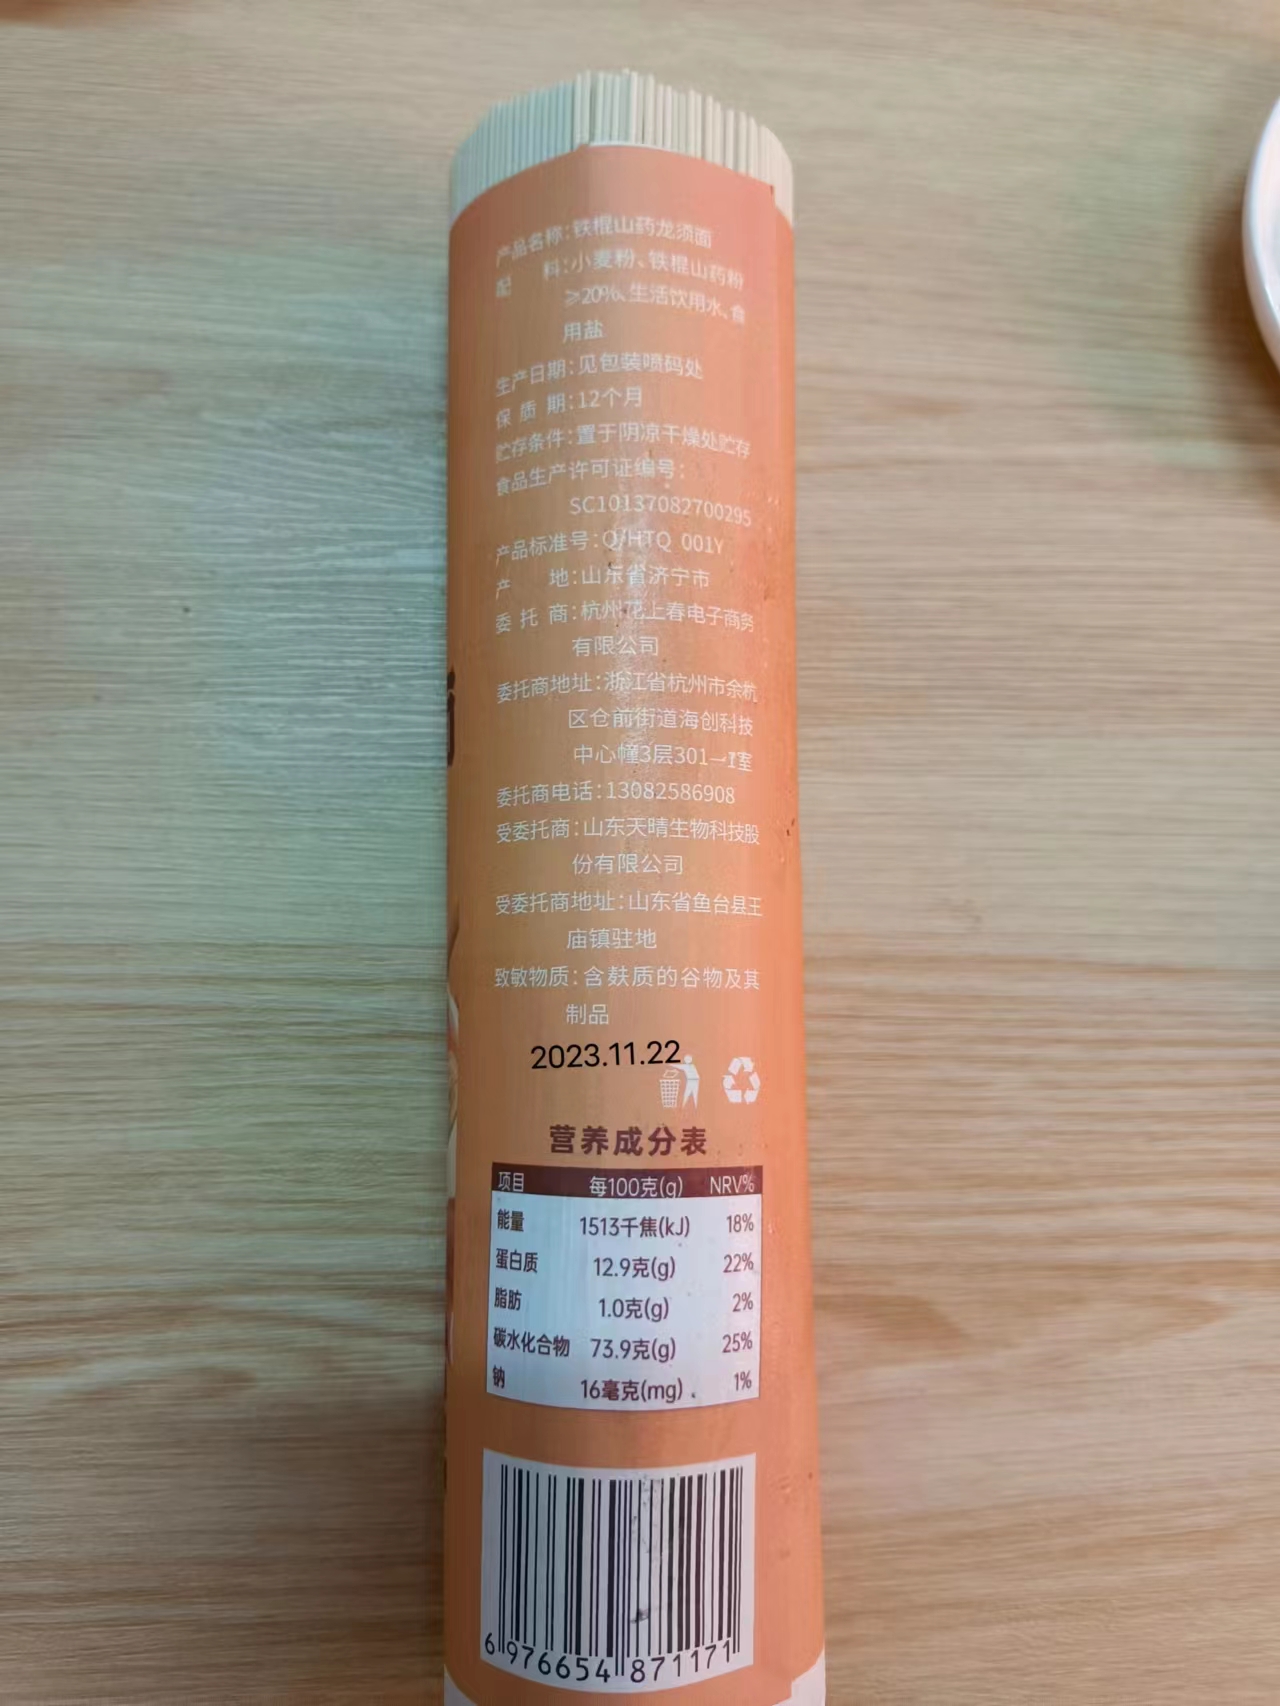 产品名称:铁棍山药龙须面
配 料:小麦粉、铁棍山药粉
≥20%、生活饮用水、食
用盐
生产日期:见包装喷码处
保 质 期:12个月
贮存条件:置于阴凉干燥处贮存
食品生产许可证编号:
SC10137082700295
产品标准号:Q/HTQ 001Y
产 地:山东省济宁市
委 托 商:杭州花上春电子商务
有限公司
委托商地址:浙江省杭州市余杭
区仓前街道海创科技
中心幢3层301一1室
委托商电话:13082586908
受委托商:山东天晴生物科技股
份有限公司
受委托商地址:山东省鱼台县王
庙镇驻地
致敏物质:含麸质的谷物及其
制品
2023.11.22
营养成分表
项目 每100克(g) NRV%
能量 1513千焦(kJ) 18%
蛋白质 12.9克(g) 22%
脂肪 1.0克(g) 2%
碳水化合物 73.9克(g) 25%
钠 16毫克(mg) 1%
6 976654 871171